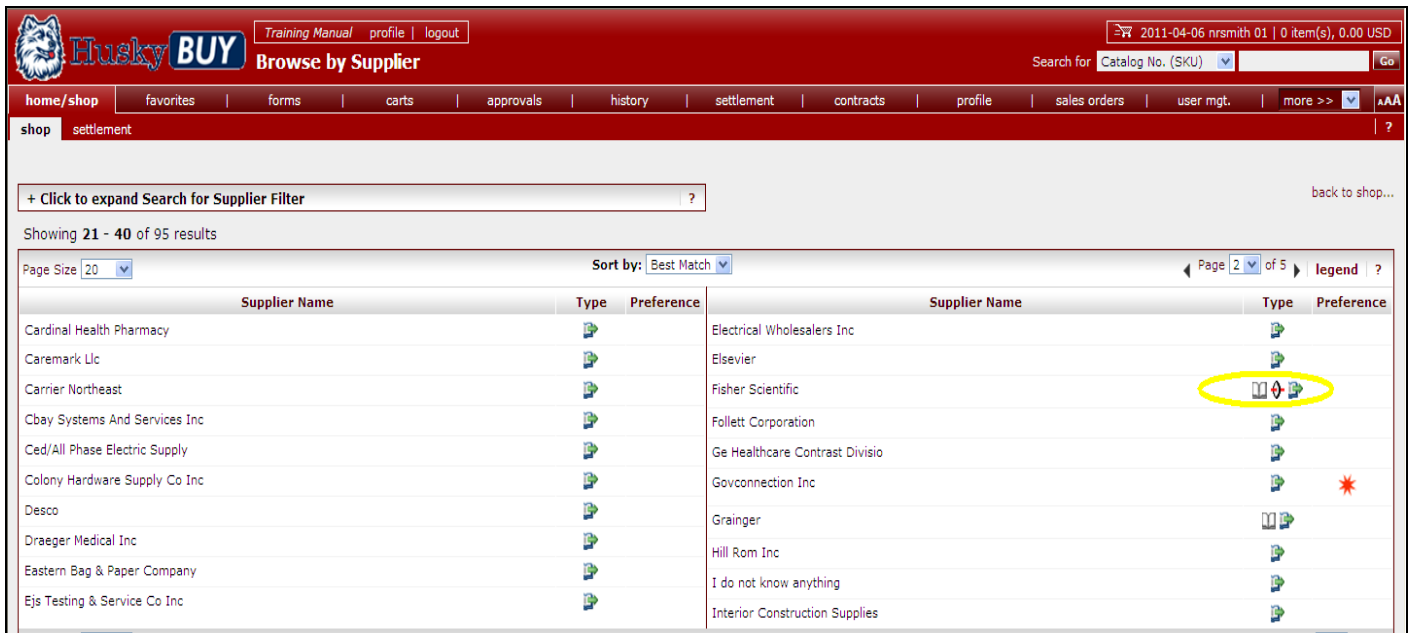 Husky BUY
Training Manual profile | logout
Browse by Supplier
2011-04-06 nrsmith 01 | 0 item(s), 0.00 USD
Search for Catalog No. (SKU) Go
home/shop favorites | forms | carts | approvals | history | settlement | contracts | profile | sales orders | user mgt. | more >> AAA
shop settlement | ?
+ Click to expand Search for Supplier Filter ?
back to shop...
Showing 21 - 40 of 95 results
Page Size 20 Sort by: Best Match Page 2 of 5 legend ?
Supplier Name Type Preference Supplier Name Type Preference
Cardinal Health Pharmacy
Caremark Llc
Carrier Northeast
Cbay Systems And Services Inc
Ced/All Phase Electric Supply
Colony Hardware Supply Co Inc
Desco
Draeger Medical Inc
Eastern Bag & Paper Company
Ejs Testing & Service Co Inc
Electrical Wholesalers Inc
Elsevier
Fisher Scientific
Follett Corporation
Ge Healthcare Contrast Divisio
Govconnection Inc
Grainger
Hill Rom Inc
I do not know anything
Interior Construction Supplies